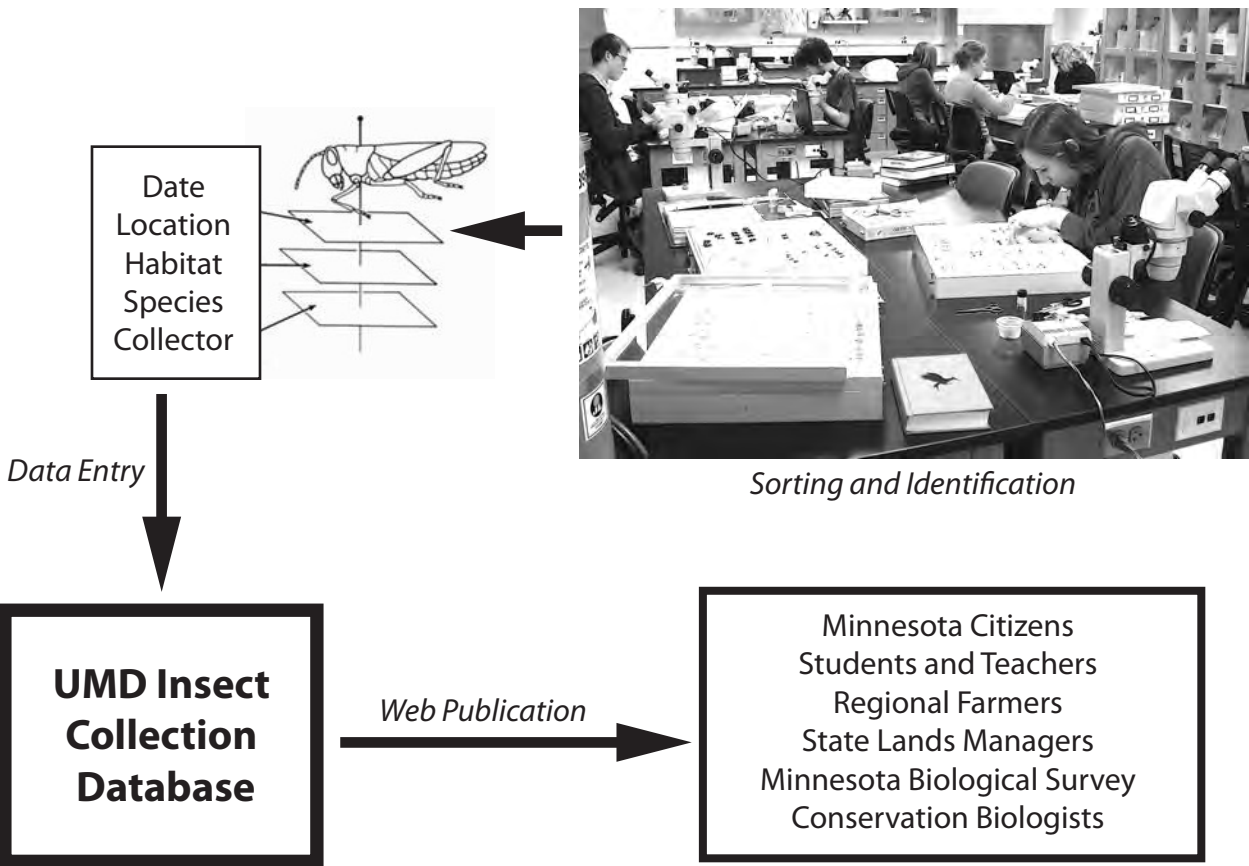 Date
Location
Habitat
Species
Collector
Data Entry
Sorting and Identification
UMD Insect
Collection
Database
Web Publication
Minnesota Citizens
Students and Teachers
Regional Farmers
State Lands Managers
Minnesota Biological Survey
Conservation Biologists